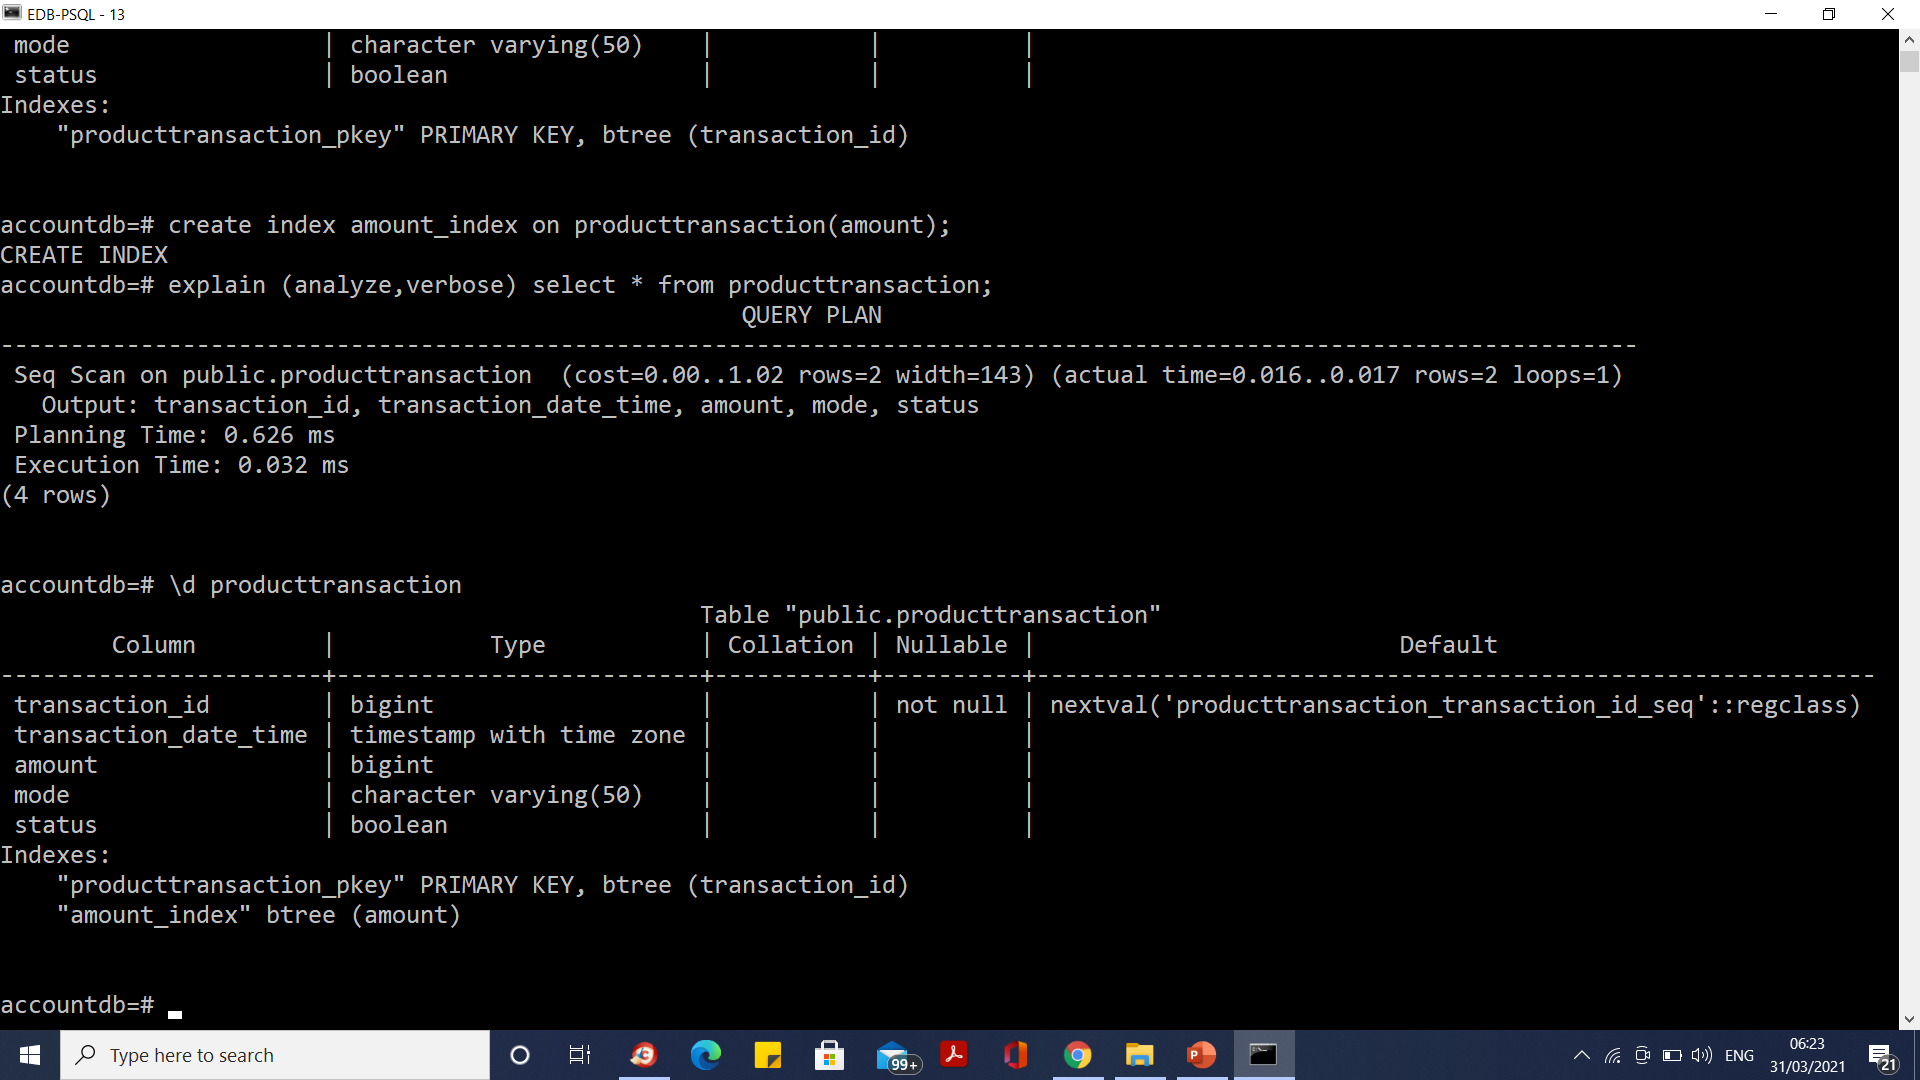 EDB-PSQL - 13
 mode                  | character varying(50)    |           |          |
 status                | boolean                  |           |          |
Indexes:
    "producttransaction_pkey" PRIMARY KEY, btree (transaction_id)
accountdb=# create index amount_index on producttransaction(amount);
CREATE INDEX
accountdb=# explain (analyze,verbose) select * from producttransaction;
                                                     QUERY PLAN
---------------------------------------------------------------------------------------------------------------------
 Seq Scan on public.producttransaction  (cost=0.00..1.02 rows=2 width=143) (actual time=0.016..0.017 rows=2 loops=1)
   Output: transaction_id, transaction_date_time, amount, mode, status
 Planning Time: 0.626 ms
 Execution Time: 0.032 ms
(4 rows)
accountdb=# \d producttransaction
                                                  Table "public.producttransaction"
        Column         |           Type           | Collation | Nullable |                          Default
-----------------------+--------------------------+-----------+----------+------------------------------------------------------------
 transaction_id        | bigint                   |           | not null | nextval('producttransaction_transaction_id_seq'::regclass)
 transaction_date_time | timestamp with time zone |           |          |
 amount                | bigint                   |           |          |
 mode                  | character varying(50)    |           |          |
 status                | boolean                  |           |          |
Indexes:
    "producttransaction_pkey" PRIMARY KEY, btree (transaction_id)
    "amount_index" btree (amount)
accountdb=#
Type here to search
99+
ENG
06:23
31/03/2021
21